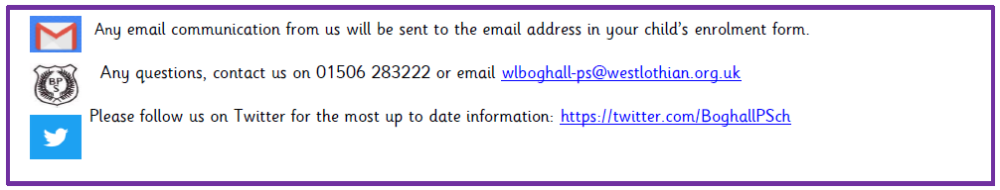 Any email communication from us will be sent to the email address in your child's enrolment form.
BP
S
Any questions, contact us on 01506 283222 or email wlboghall-ps@westlothian.org.uk
Please follow us on Twitter for the most up to date information: https://twitter.com/BoghallPSch